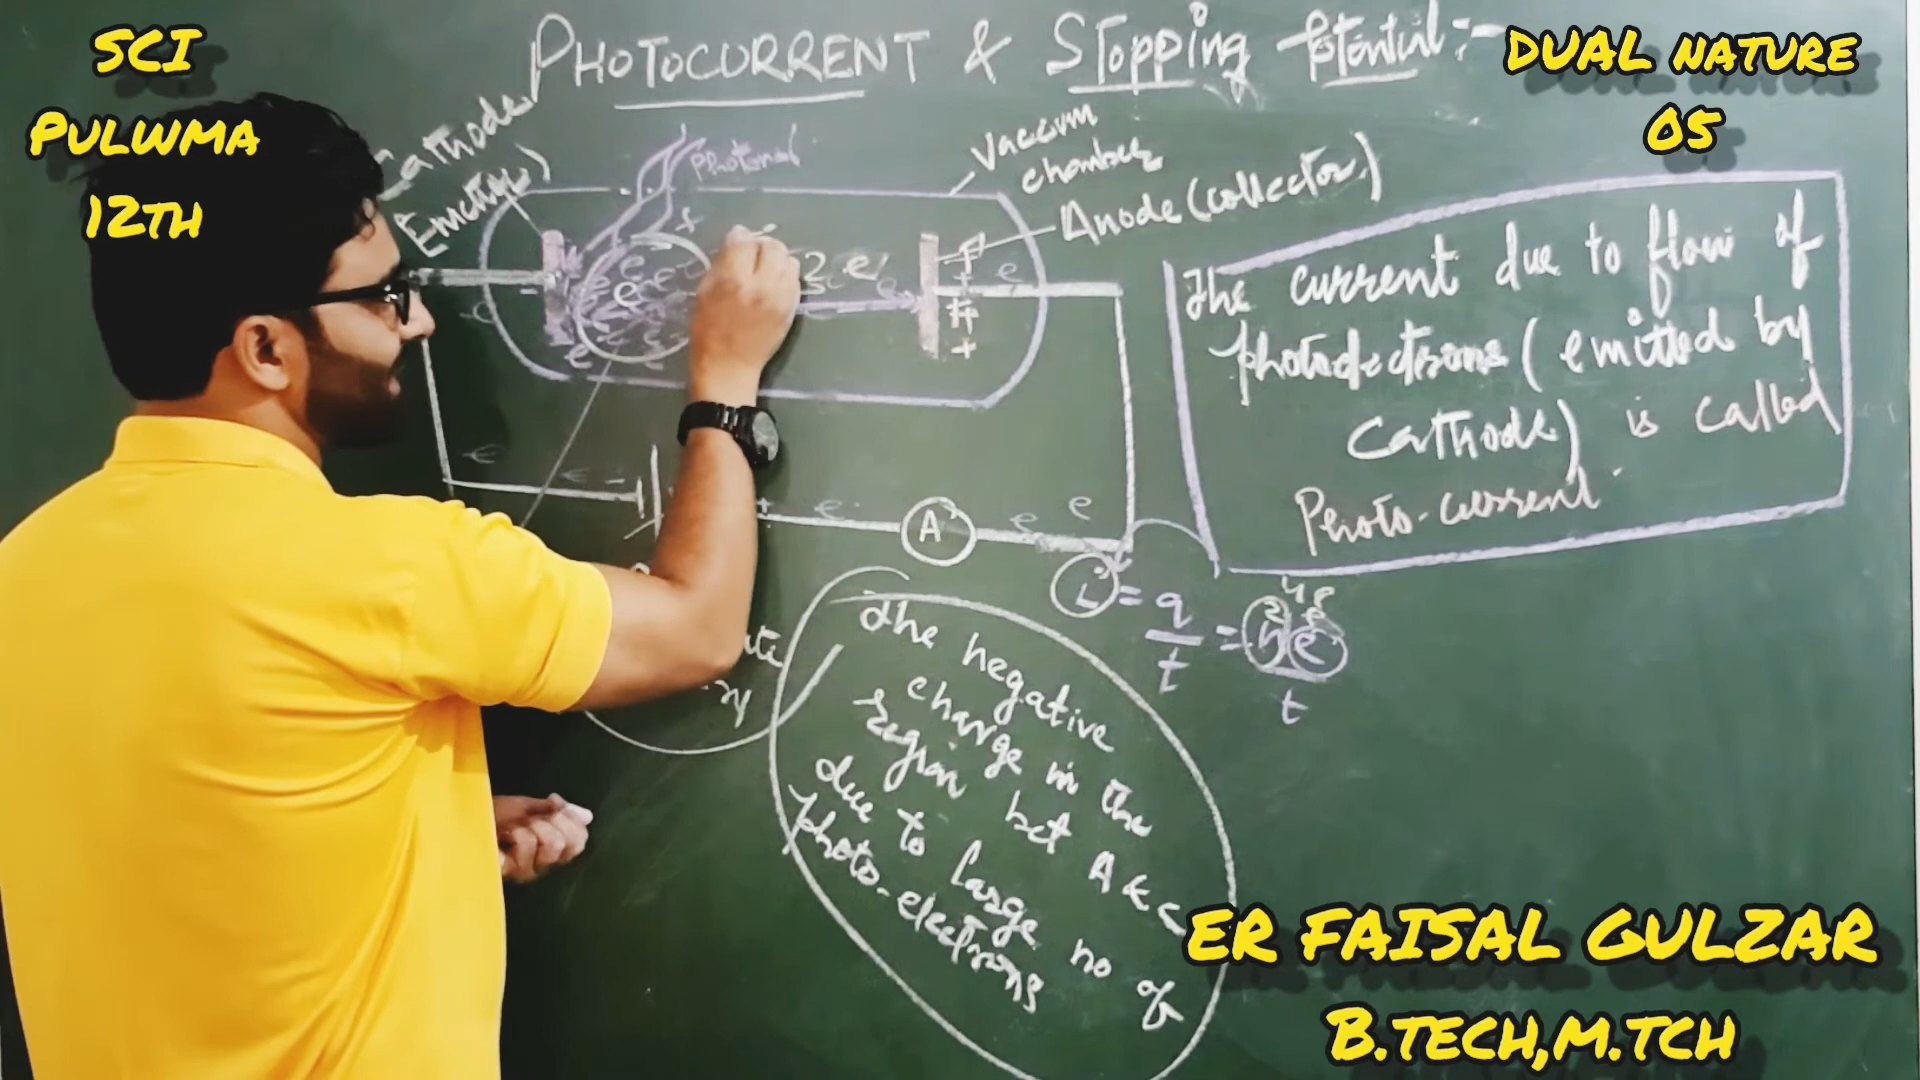 SCI
PULWMA
12TH
DUAL NATURE
05
PHOTOCURRENT & Stopping Potential:-
Cathode
Emitter)
Photons
Vaccum
chamber
Anode (collector)
The current due to flow of
photoelectrons (emitted by
cathode) is called
Photo-current
A
i = q/t = ne/t
The negative
charge in the
region bet A & C
due to large no of
photo-electrons
ER FAISAL GULZAR
B.TECH,M.TCH